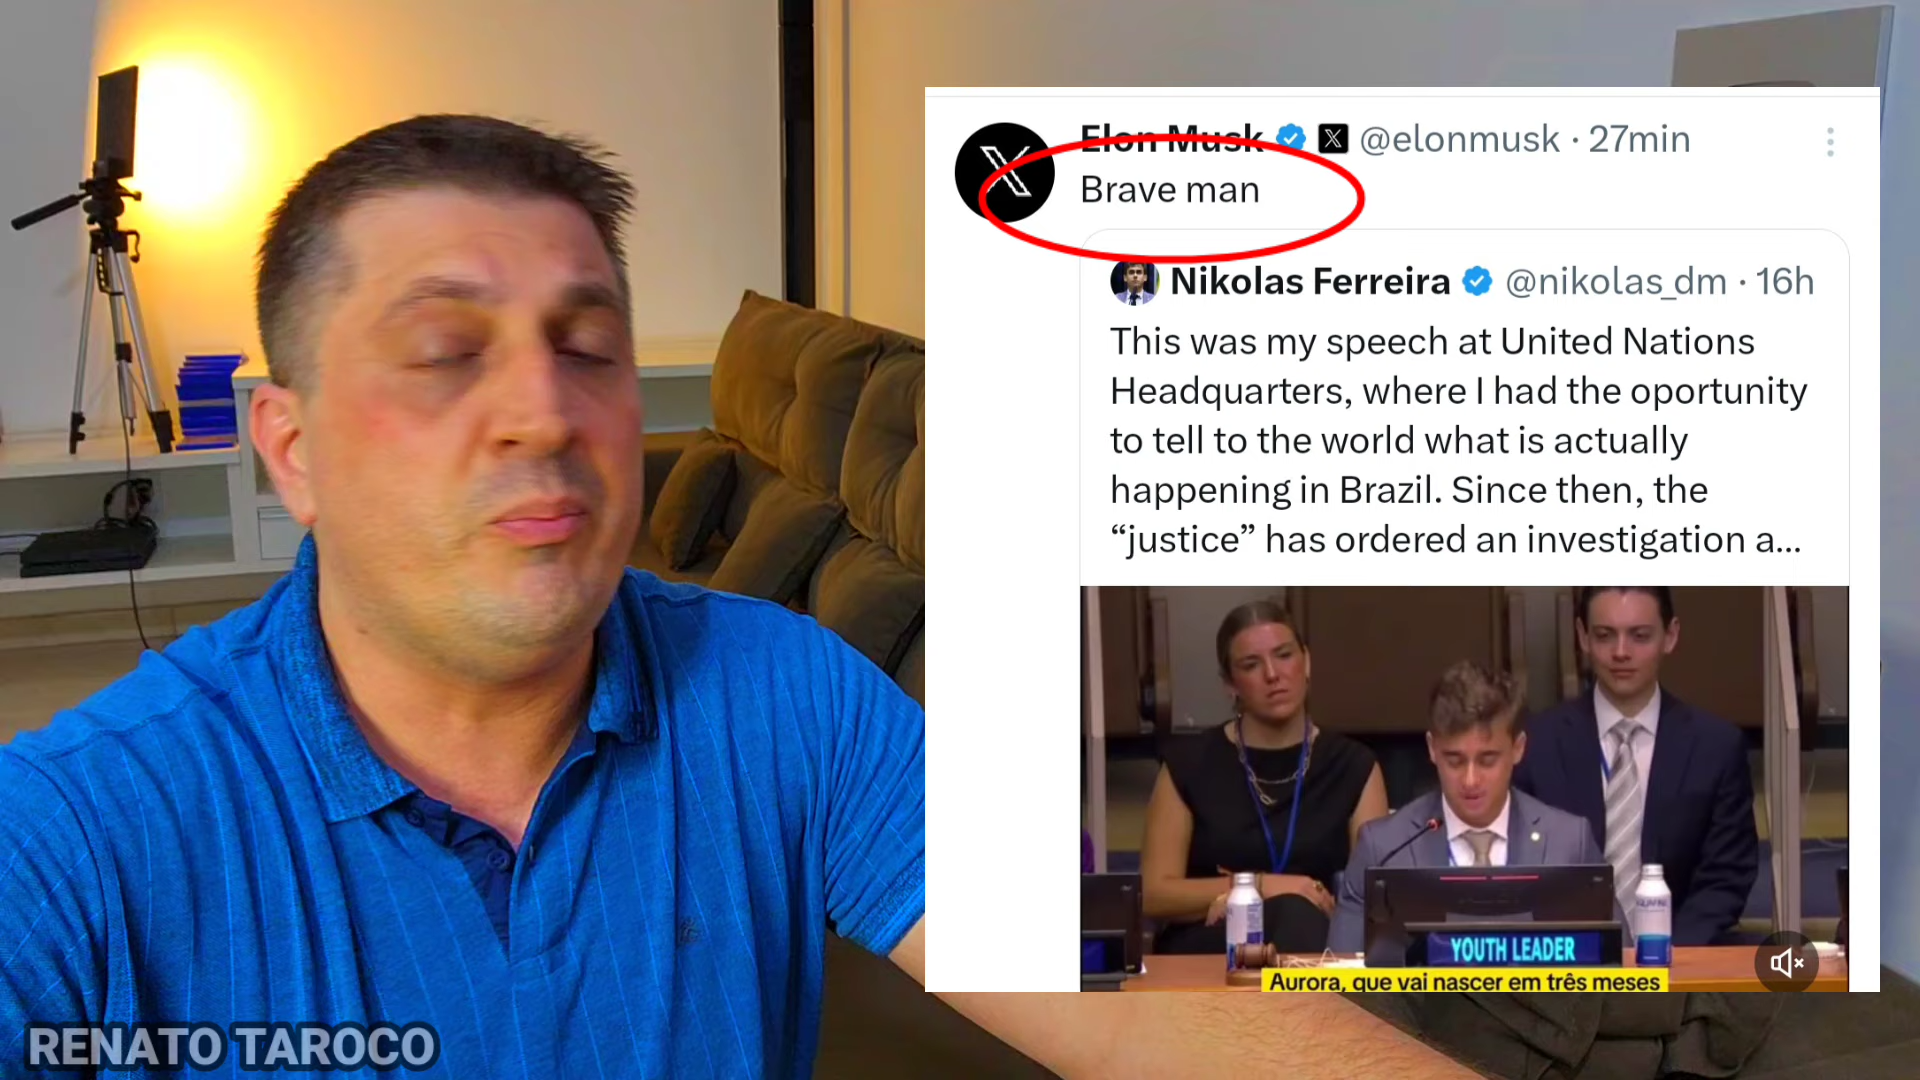 Elon Musk @elonmusk · 27min
Brave man
Nikolas Ferreira @nikolas_dm · 16h
This was my speech at United Nations
Headquarters, where I had the oportunity
to tell to the world what is actually
happening in Brazil. Since then, the
“justice” has ordered an investigation a...
YOUTH LEADER
Aurora, que vai nascer em três meses
RENATO TAROCO